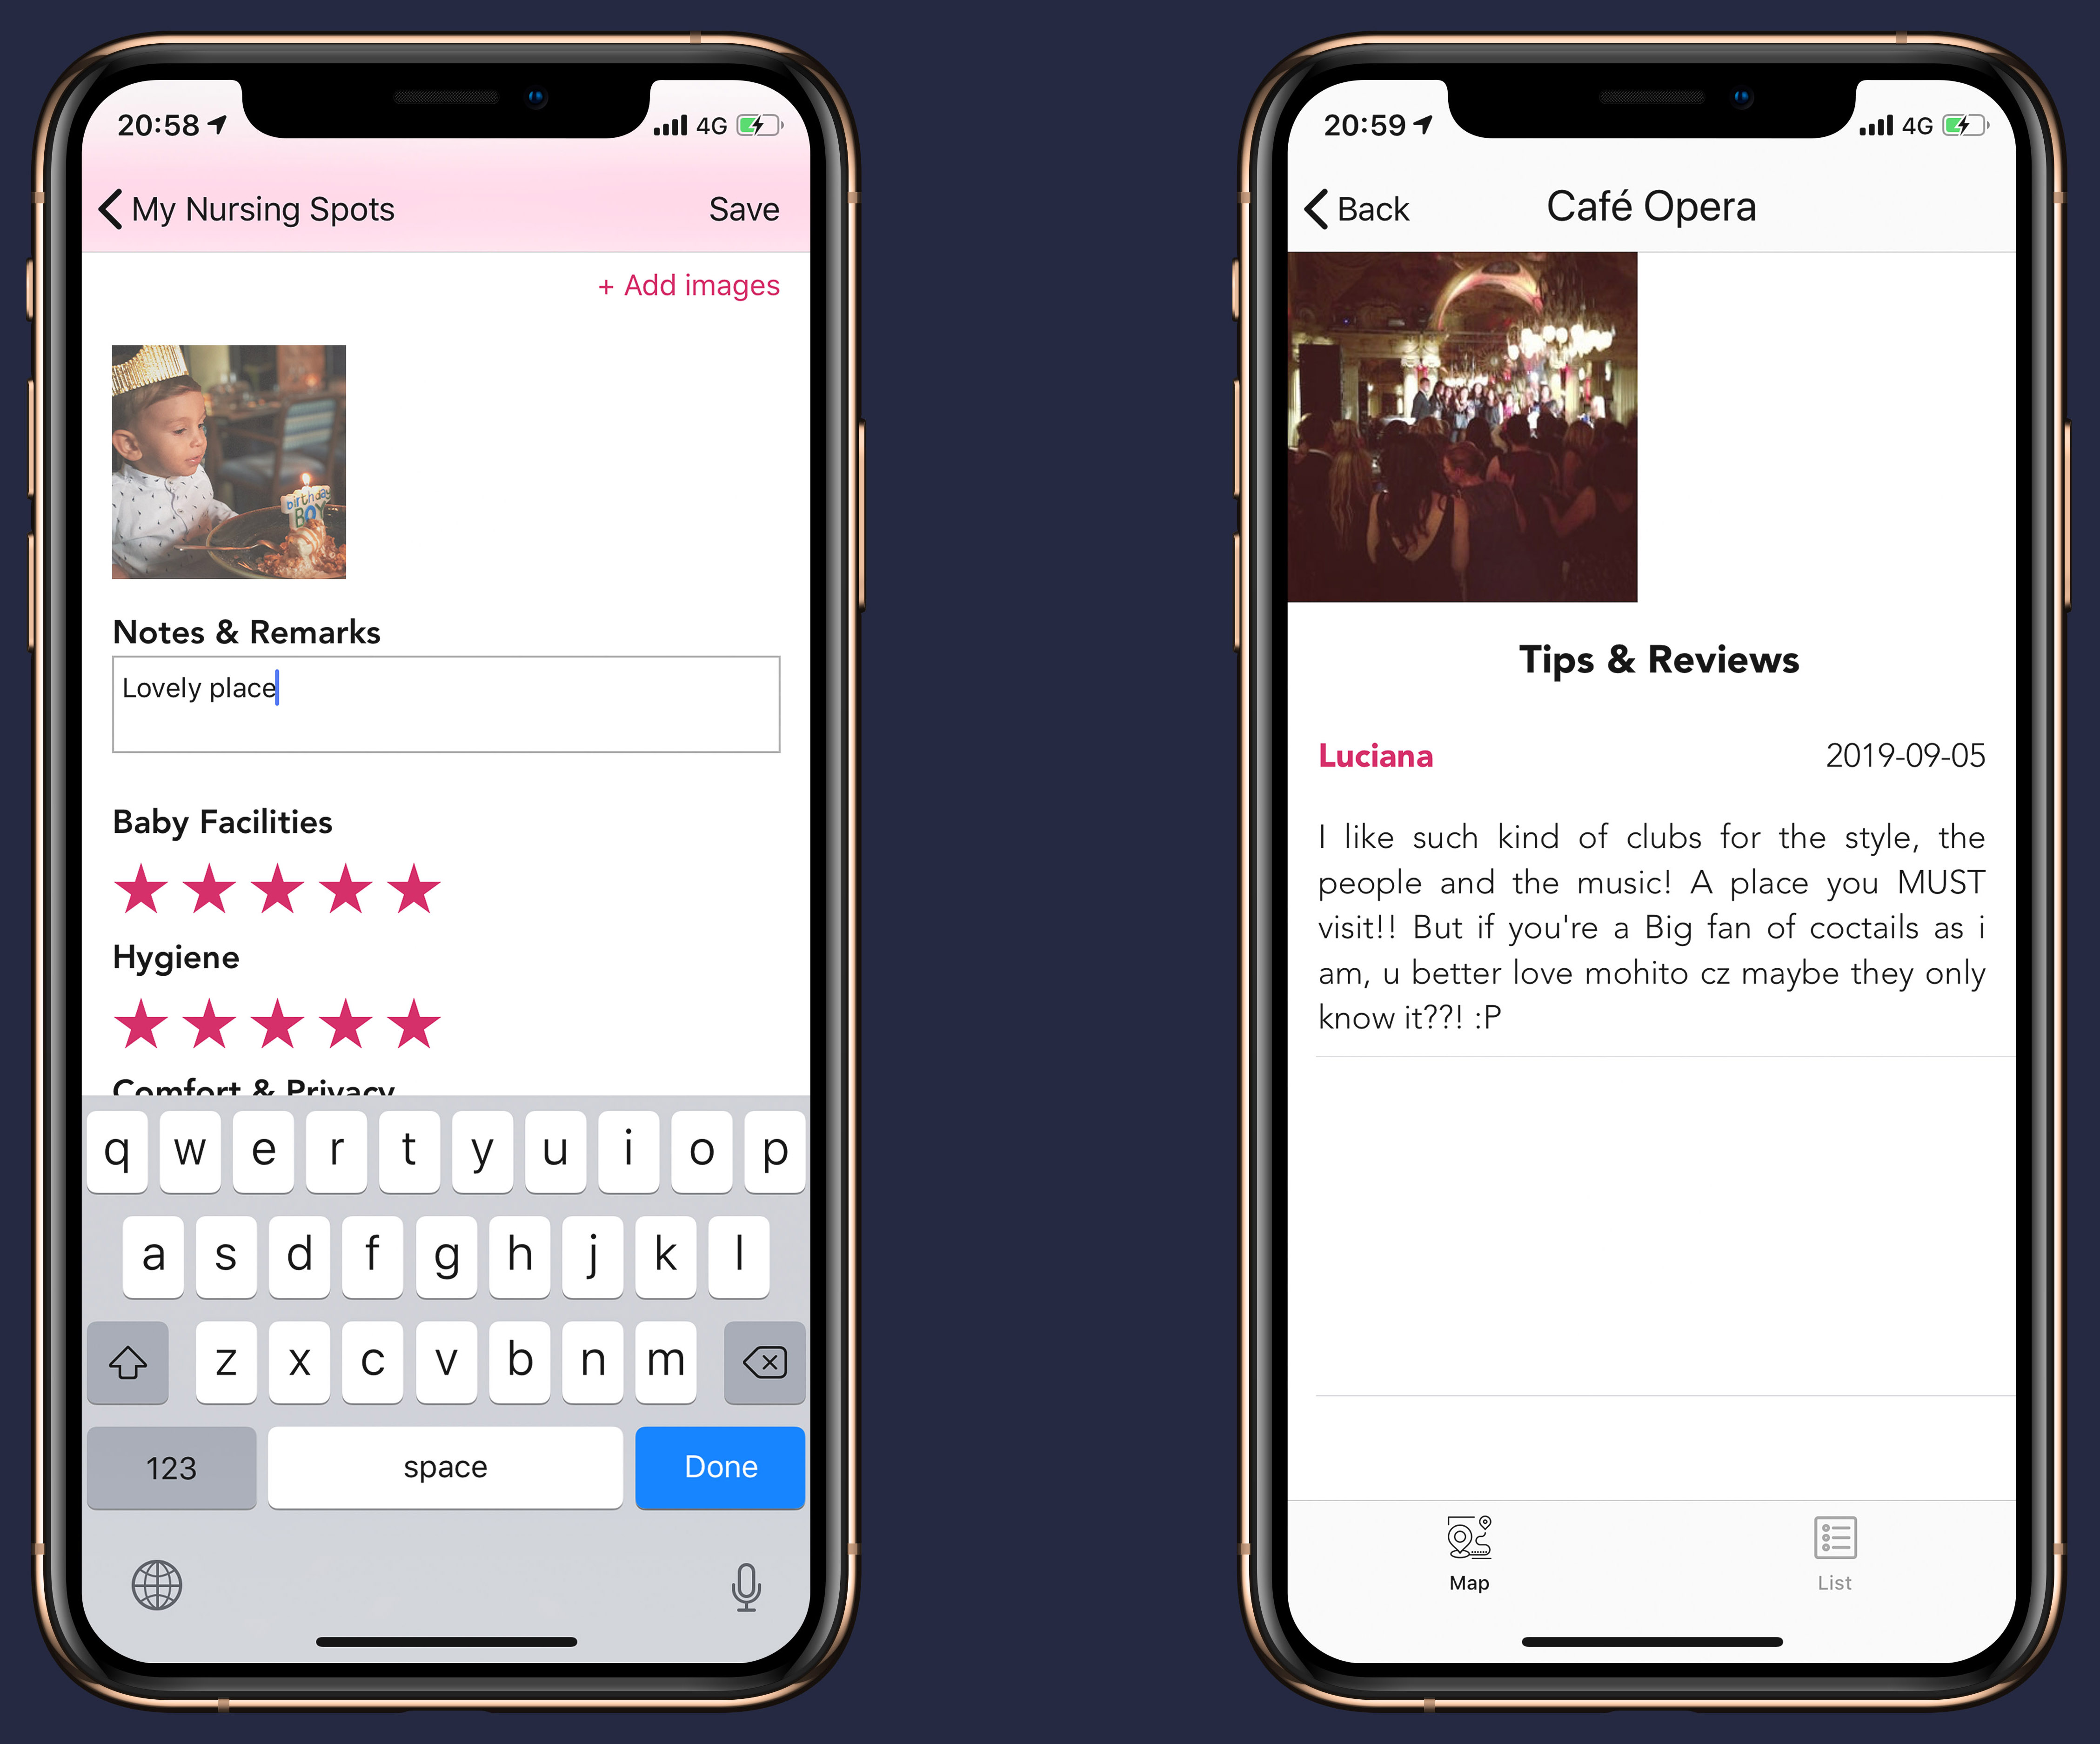 20:58
4G
My Nursing Spots
Save
+ Add images
birthday
BOY
Notes & Remarks
Lovely place
Baby Facilities
Hygiene
Comfort & Privacy
q w e r t y u i o p
a s d f g h j k l
z x c v b n m
123 space Done
20:59
4G
Back
Café Opera
Tips & Reviews
Luciana
2019-09-05
I like such kind of clubs for the style, the
people and the music! A place you MUST
visit!! But if you're a Big fan of coctails as i
am, u better love mohito cz maybe they only
know it??! :P
Map
List